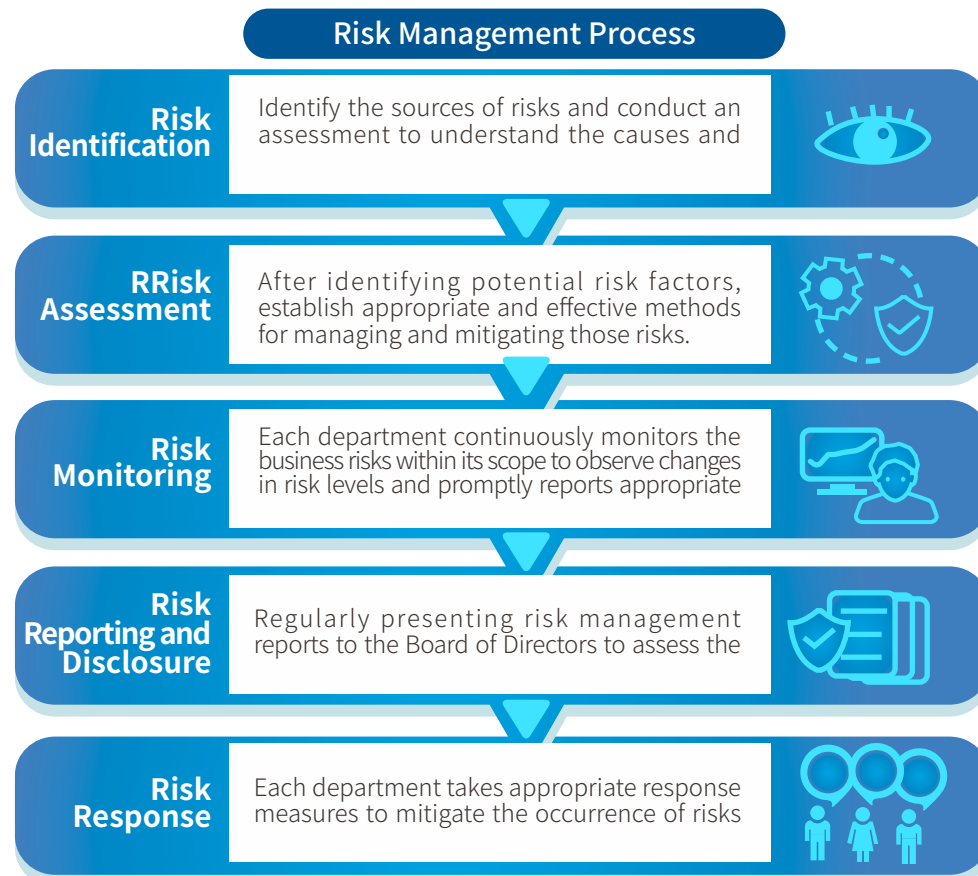 Risk Management Process
Risk
Identification
Identify the sources of risks and conduct an
assessment to understand the causes and
RRisk
Assessment
After identifying potential risk factors,
establish appropriate and effective methods
for managing and mitigating those risks.
Risk
Monitoring
Each department continuously monitors the
business risks within its scope to observe changes
in risk levels and promptly reports appropriate
Risk
Reporting and
Disclosure
Regularly presenting risk management
reports to the Board of Directors to assess the
Risk
Response
Each department takes appropriate response
measures to mitigate the occurrence of risks